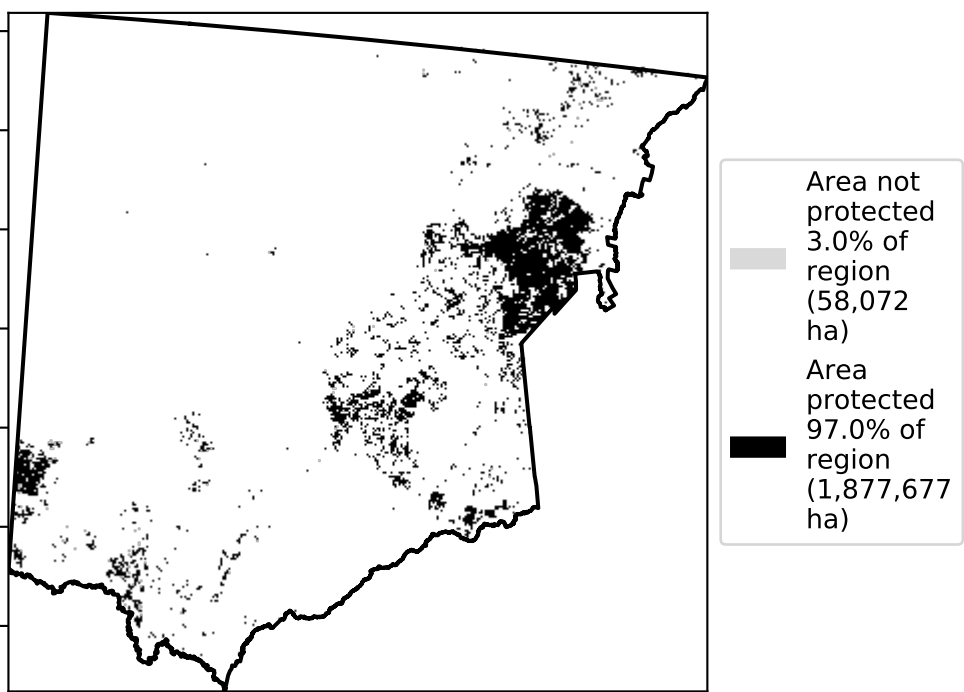 Area not
protected
3.0% of
region
(58,072
ha)
Area
protected
97.0% of
region
(1,877,677
ha)